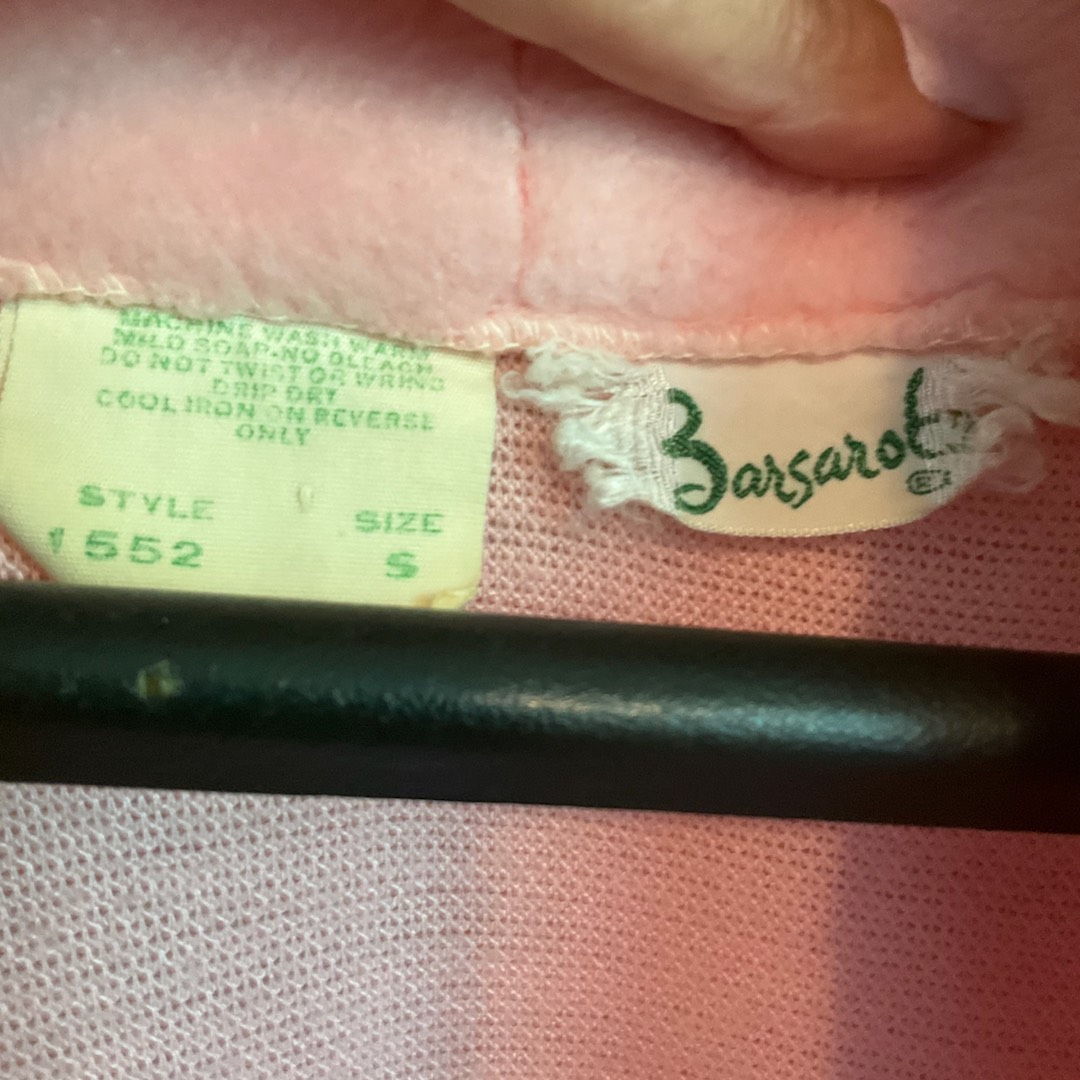 MACHINE WASH WARM
MILD SOAP-NO BLEACH
DO NOT TWIST OR WRING
DRIP DRY
COOL IRON ON REVERSE
ONLY
STYLE
1552
SIZE
S
Barsarob